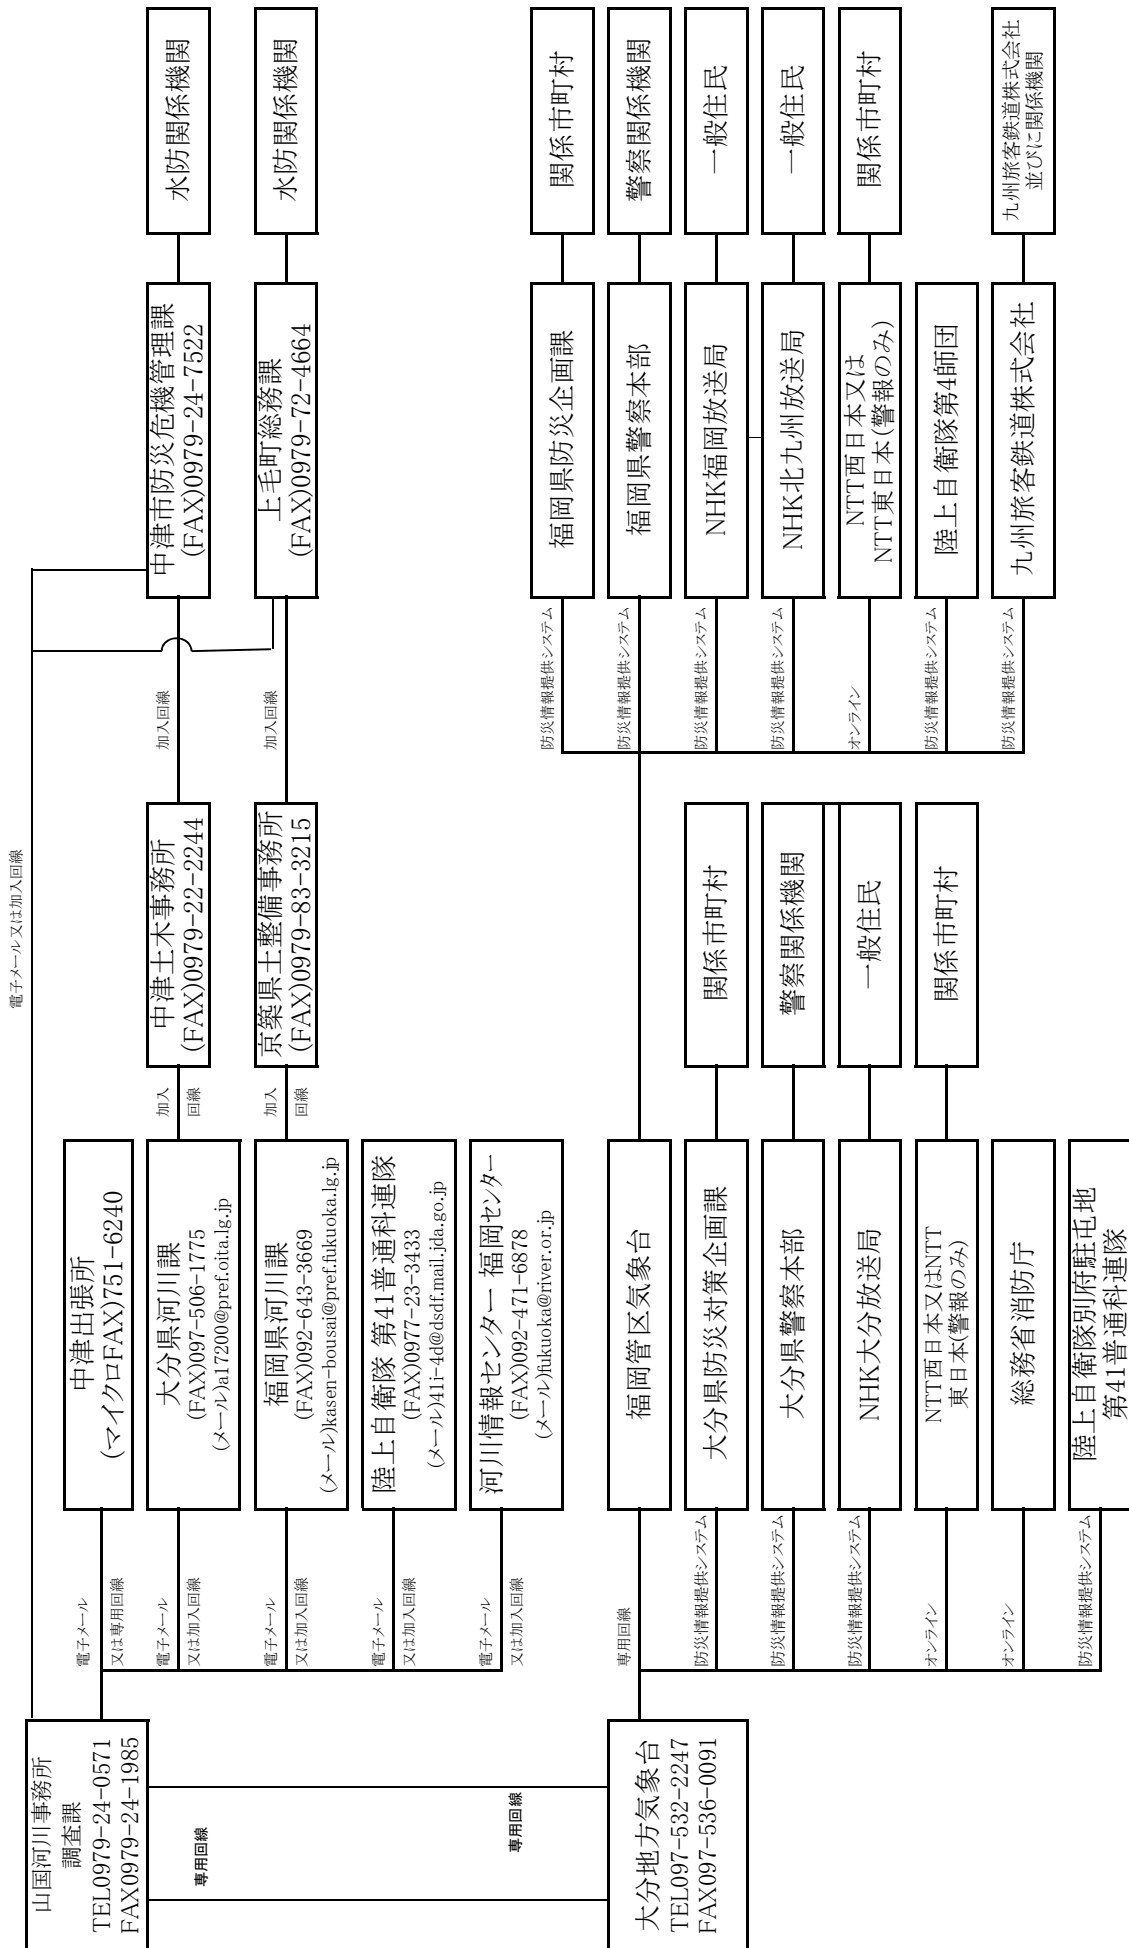 電子メール又は加入回線
山国河川事務所
調査課
TEL0979-24-0571
FAX0979-24-1985
専用回線
専用回線
大分地方気象台
TEL097-532-2247
FAX097-536-0091
電子メール
又は専用回線
中津出張所
(マイクロFAX)751-6240
電子メール
又は加入回線
大分県河川課
(FAX)097-506-1775
(メール)a17200@pref.oita.lg.jp
加入
回線
中津土木事務所
(FAX)0979-22-2244
加入回線
中津市防災危機管理課
(FAX)0979-24-7522
水防関係機関
電子メール
又は加入回線
福岡県河川課
(FAX)092-643-3669
(メール)kasen-bousai@pref.fukuoka.lg.jp
加入
回線
京築県土整備事務所
(FAX)0979-83-3215
加入回線
上毛町総務課
(FAX)0979-72-4664
水防関係機関
電子メール
又は加入回線
陸上自衛隊 第41普通科連隊
(FAX)0977-23-3433
(メール)41i-4d@dsdf.mail.jda.go.jp
電子メール
又は加入回線
河川情報センター 福岡センター
(FAX)092-471-6878
(メール)fukuoka@river.or.jp
専用回線
福岡管区気象台
防災情報提供システム
福岡県防災企画課
関係市町村
防災情報提供システム
福岡県警察本部
警察関係機関
防災情報提供システム
NHK福岡放送局
一般住民
防災情報提供システム
NHK北九州放送局
一般住民
オンライン
NTT西日本又は
NTT東日本(警報のみ)
関係市町村
防災情報提供システム
陸上自衛隊第4師団
防災情報提供システム
九州旅客鉄道株式会社
九州旅客鉄道株式会社
並びに関係機関
防災情報提供システム
大分県防災対策企画課
関係市町村
防災情報提供システム
大分県警察本部
警察関係機関
防災情報提供システム
NHK大分放送局
一般住民
オンライン
NTT西日本又はNTT
東日本(警報のみ)
関係市町村
オンライン
総務省消防庁
防災情報提供システム
陸上自衛隊別府駐屯地
第41普通科連隊